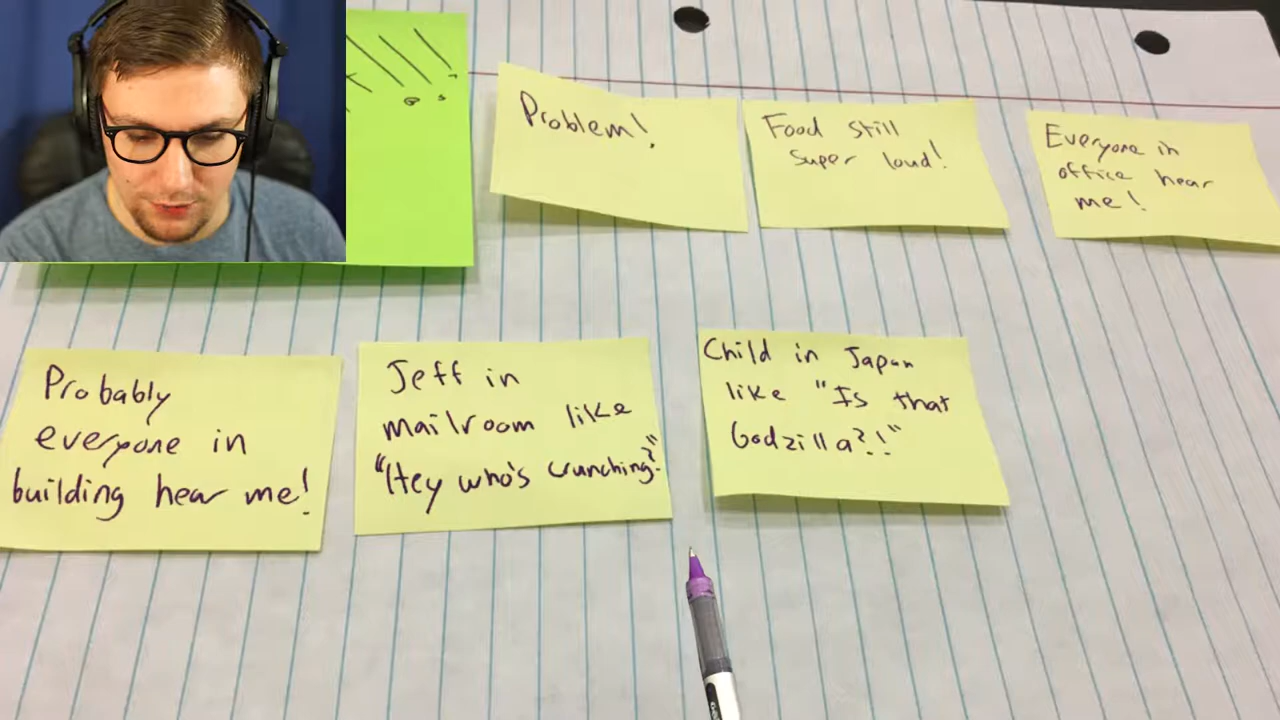 Problem!
Food still
super loud!
Everyone in
office hear
me!
Probably
everyone in
building hear me!
Jeff in
mailroom like
"Hey who's crunching?"
Child in Japan
like "Is that
Godzilla?!"